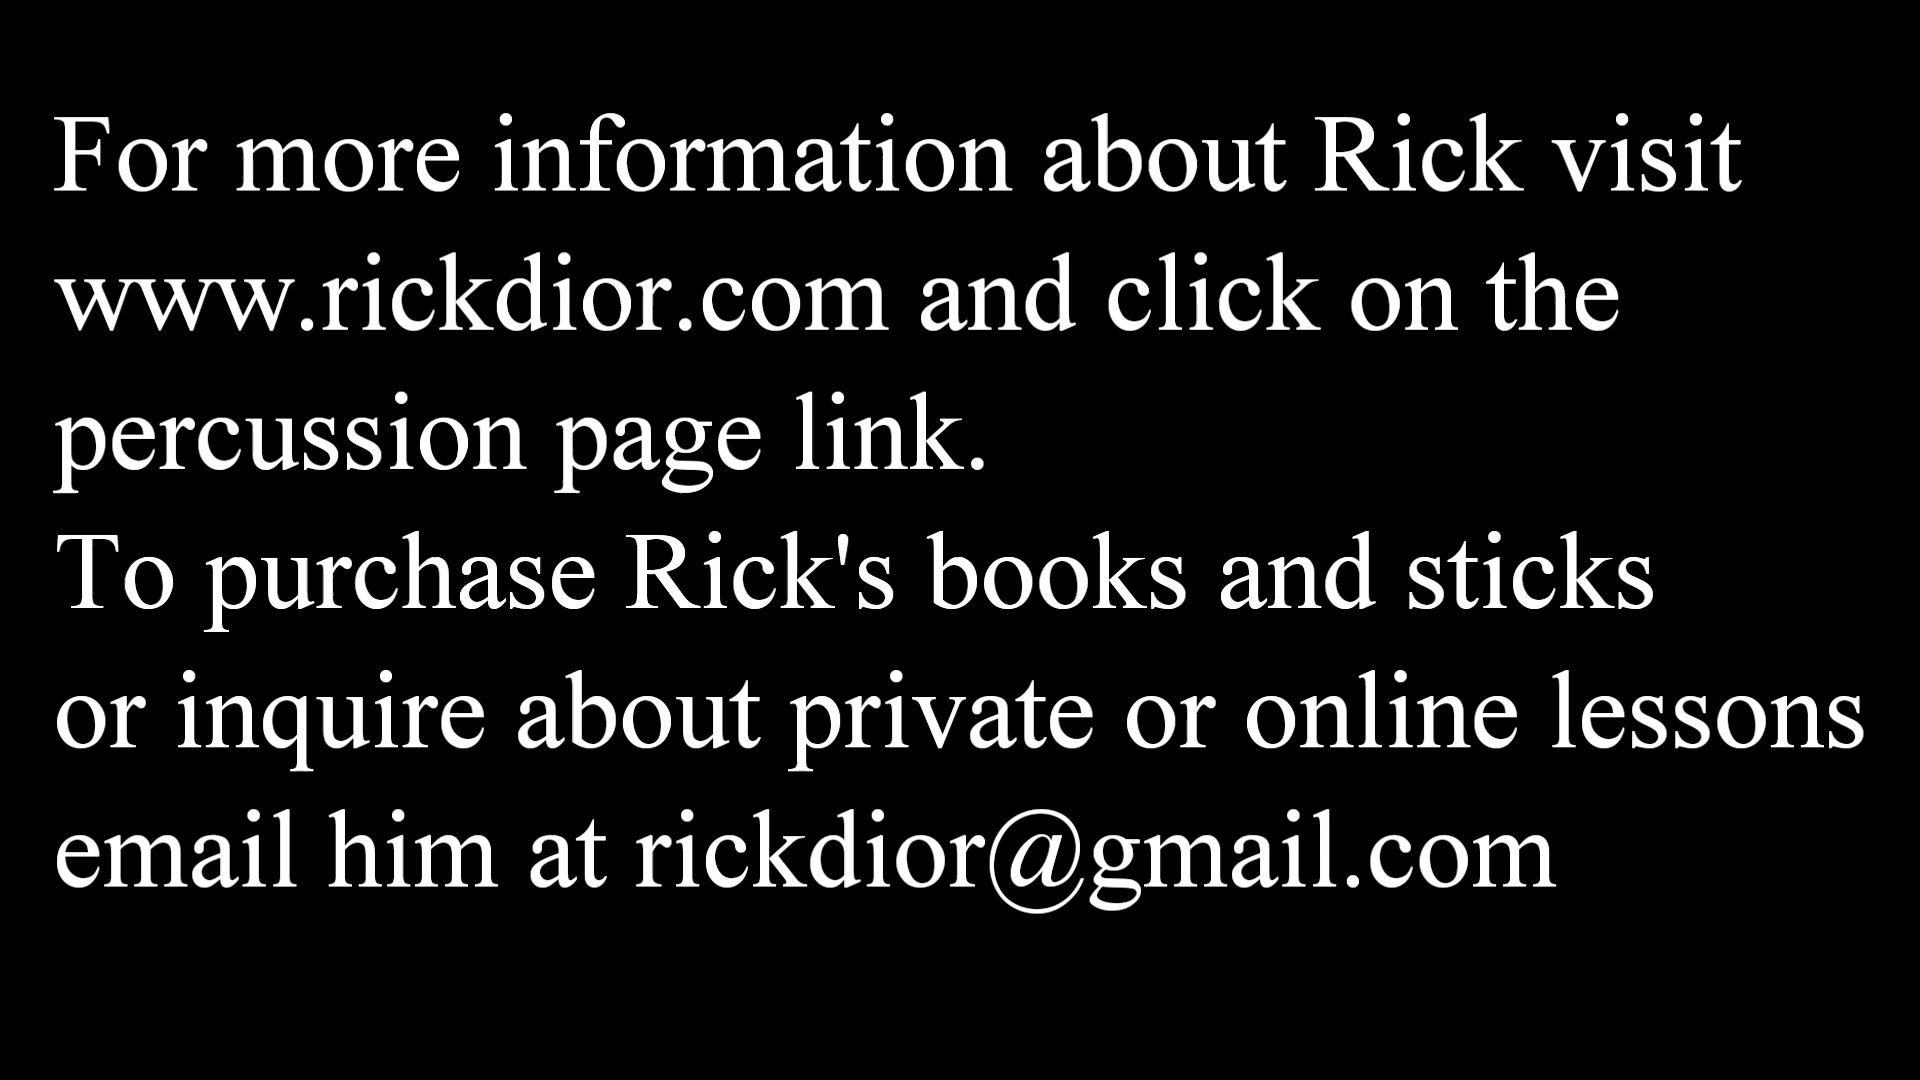 For more information about Rick visit
www.rickdior.com and click on the
percussion page link.
To purchase Rick's books and sticks
or inquire about private or online lessons
email him at rickdior@gmail.com